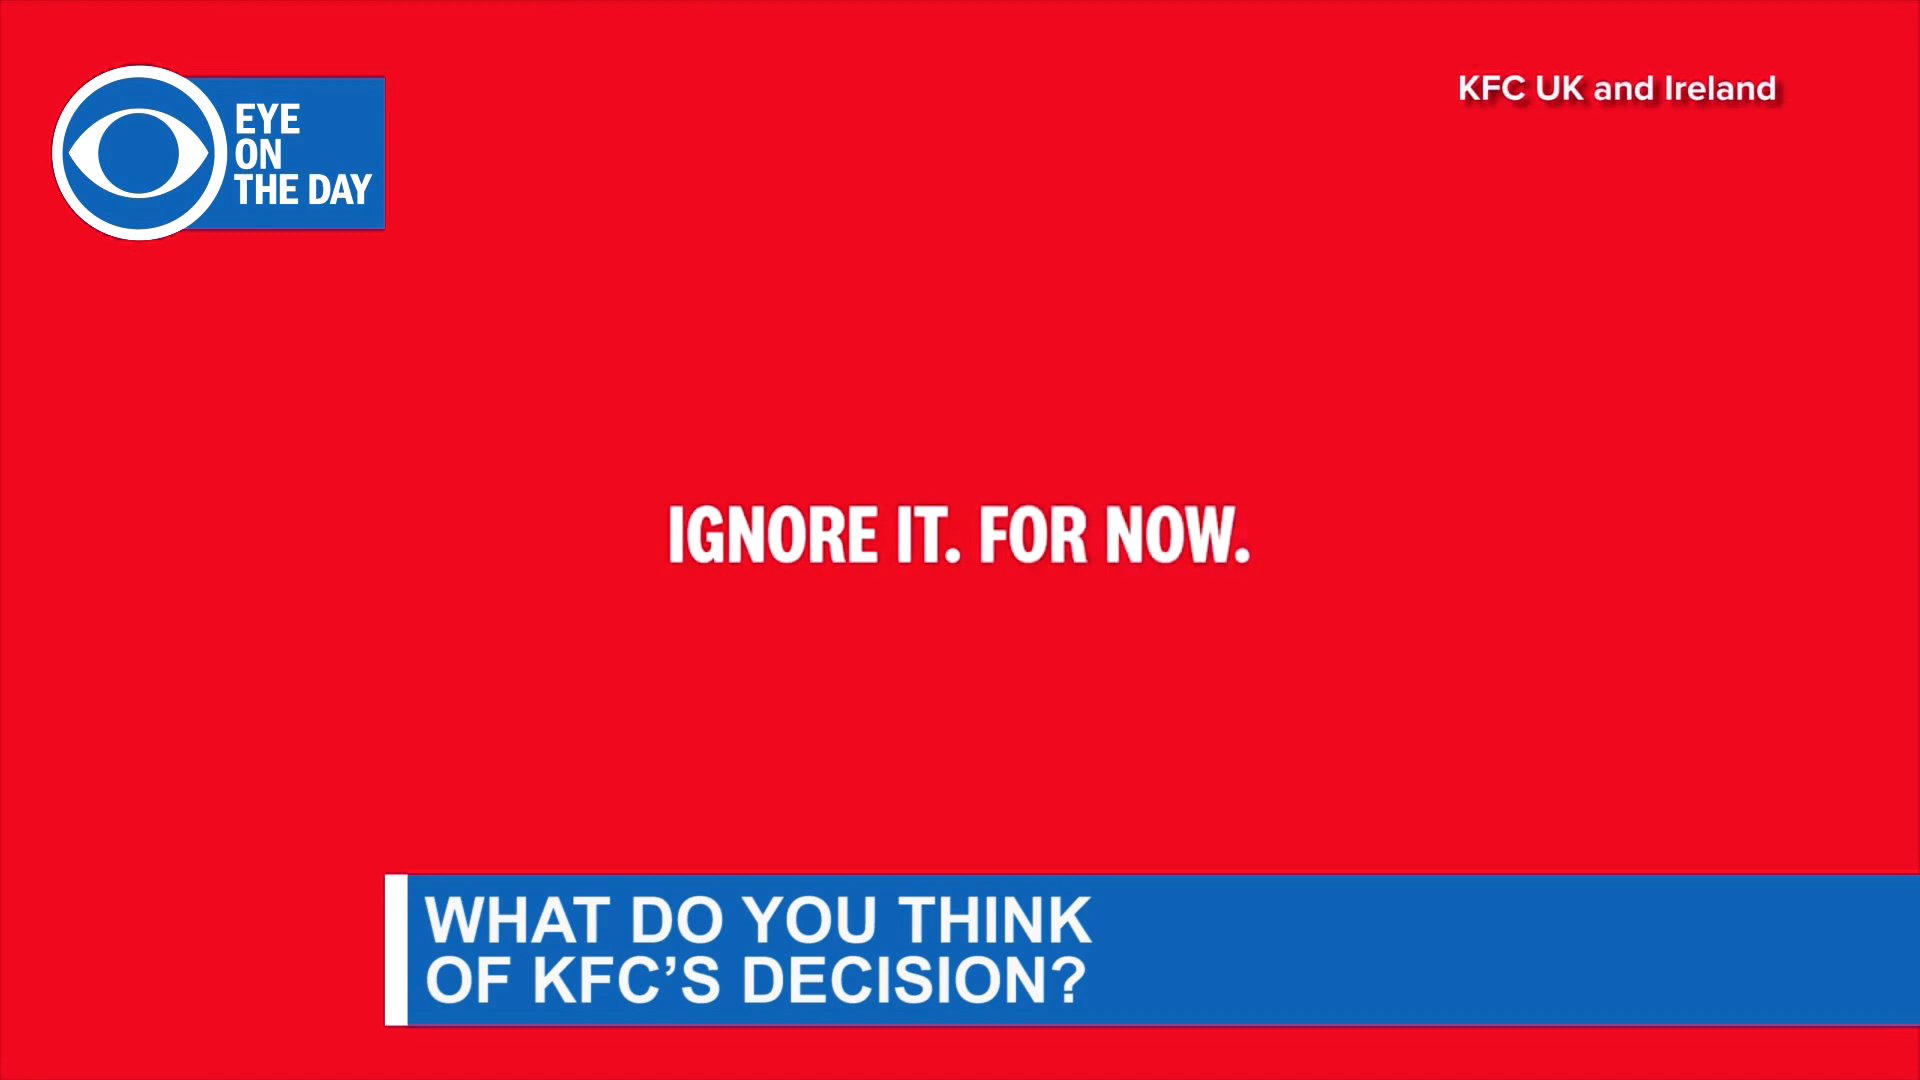 EYE
ON
THE DAY
KFC UK and Ireland
IGNORE IT. FOR NOW.
WHAT DO YOU THINK
OF KFC’S DECISION?